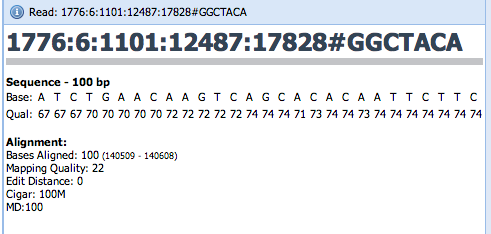 Read: 1776:6:1101:12487:17828#GGCTACA
1776:6:1101:12487:17828#GGCTACA
Sequence - 100 bp
Base: A T C T G A A C A A G T C A G C A C A C A A T T C T T C
Qual: 67 67 67 70 70 70 70 70 72 72 72 72 72 74 74 74 71 73 74 74 73 74 74 74 74 74 74 74
Alignment:
Bases Aligned: 100 (140509 - 140608)
Mapping Quality: 22
Edit Distance: 0
Cigar: 100M
MD:100